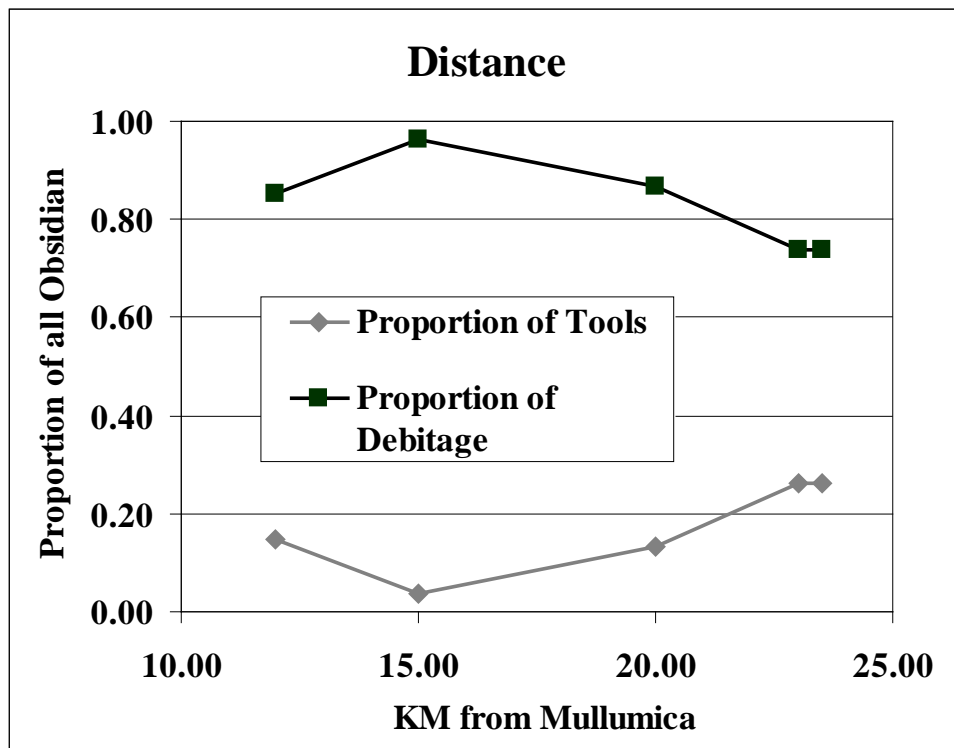 Distance
1.00
0.80
0.60
0.40
0.20
0.00
Proportion of all Obsidian
Proportion of Tools
Proportion of
Debitage
10.00 15.00 20.00 25.00
KM from Mullumica